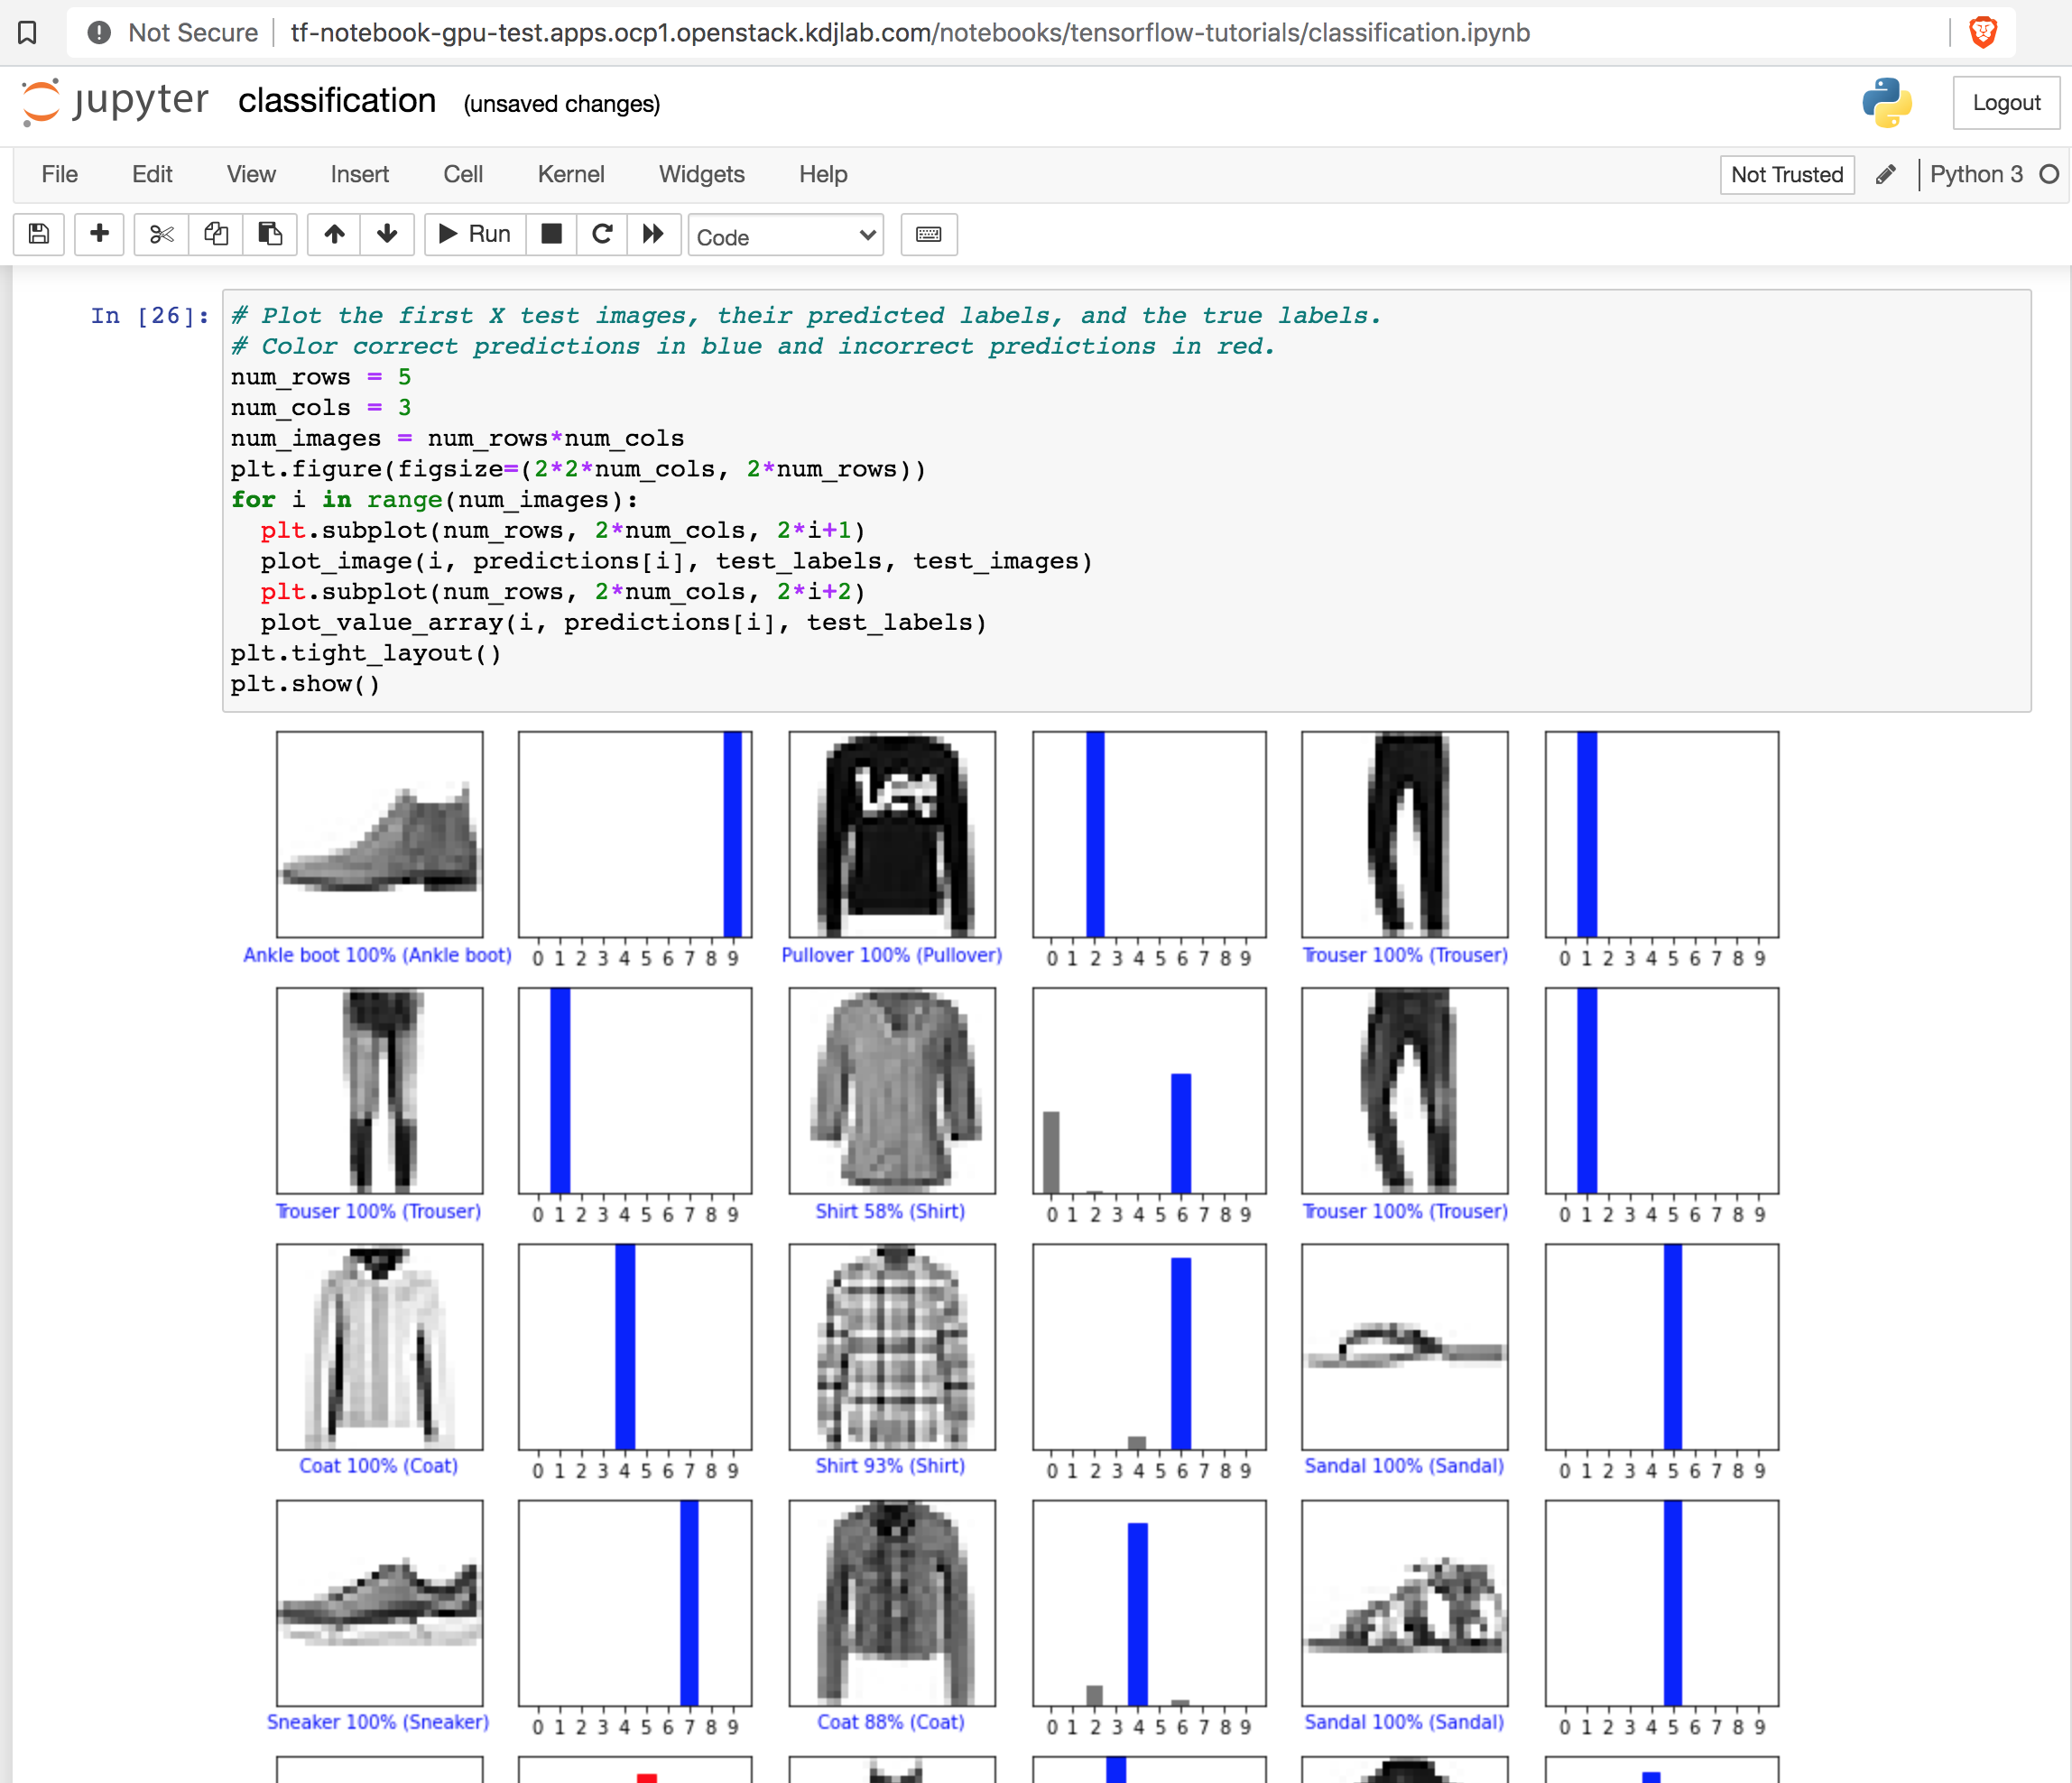 Not Secure tf-notebook-gpu-test.apps.ocp1.openstack.kdjlab.com/notebooks/tensorflow-tutorials/classification.ipynb
jupyter classification (unsaved changes) Logout
File Edit View Insert Cell Kernel Widgets Help Not Trusted Python 3
Run Code
In [26]: # Plot the first X test images, their predicted labels, and the true labels.
# Color correct predictions in blue and incorrect predictions in red.
num_rows = 5
num_cols = 3
num_images = num_rows*num_cols
plt.figure(figsize=(2*2*num_cols, 2*num_rows))
for i in range(num_images):
  plt.subplot(num_rows, 2*num_cols, 2*i+1)
  plot_image(i, predictions[i], test_labels, test_images)
  plt.subplot(num_rows, 2*num_cols, 2*i+2)
  plot_value_array(i, predictions[i], test_labels)
plt.tight_layout()
plt.show()
Ankle boot 100% (Ankle boot) 0 1 2 3 4 5 6 7 8 9 Pullover 100% (Pullover) 0 1 2 3 4 5 6 7 8 9 Trouser 100% (Trouser) 0 1 2 3 4 5 6 7 8 9
Trouser 100% (Trouser) 0 1 2 3 4 5 6 7 8 9 Shirt 58% (Shirt) 0 1 2 3 4 5 6 7 8 9 Trouser 100% (Trouser) 0 1 2 3 4 5 6 7 8 9
Coat 100% (Coat) 0 1 2 3 4 5 6 7 8 9 Shirt 93% (Shirt) 0 1 2 3 4 5 6 7 8 9 Sandal 100% (Sandal) 0 1 2 3 4 5 6 7 8 9
Sneaker 100% (Sneaker) 0 1 2 3 4 5 6 7 8 9 Coat 88% (Coat) 0 1 2 3 4 5 6 7 8 9 Sandal 100% (Sandal) 0 1 2 3 4 5 6 7 8 9